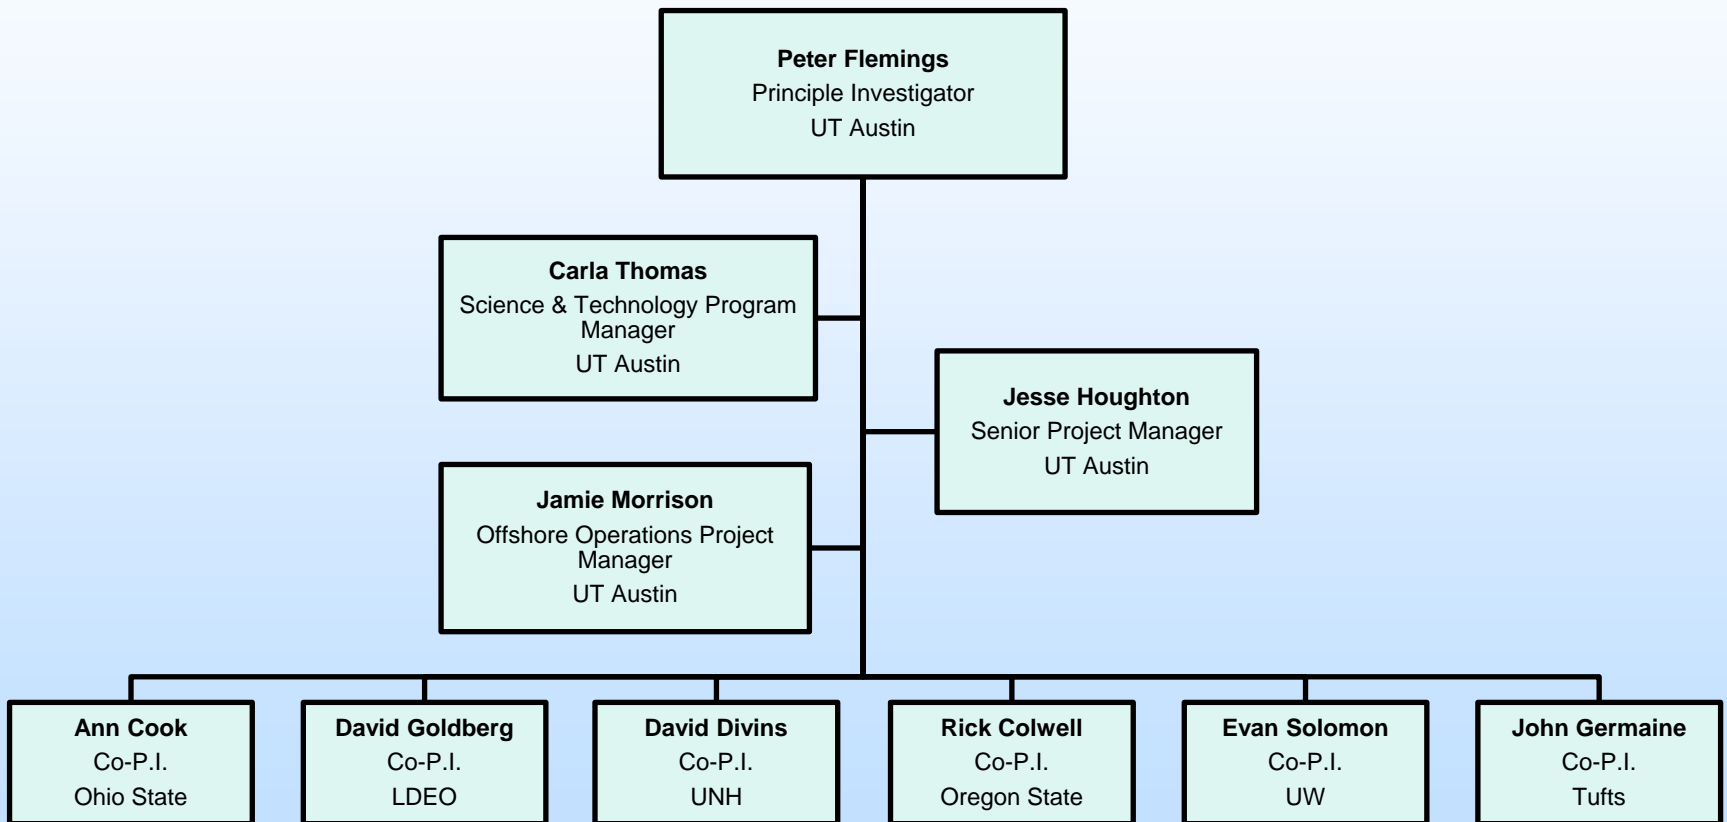 Peter Flemings
Principle Investigator
UT Austin
Carla Thomas
Science & Technology Program
Manager
UT Austin
Jesse Houghton
Senior Project Manager
UT Austin
Jamie Morrison
Offshore Operations Project
Manager
UT Austin
Ann Cook
Co-P.I.
Ohio State
David Goldberg
Co-P.I.
LDEO
David Divins
Co-P.I.
UNH
Rick Colwell
Co-P.I.
Oregon State
Evan Solomon
Co-P.I.
UW
John Germaine
Co-P.I.
Tufts